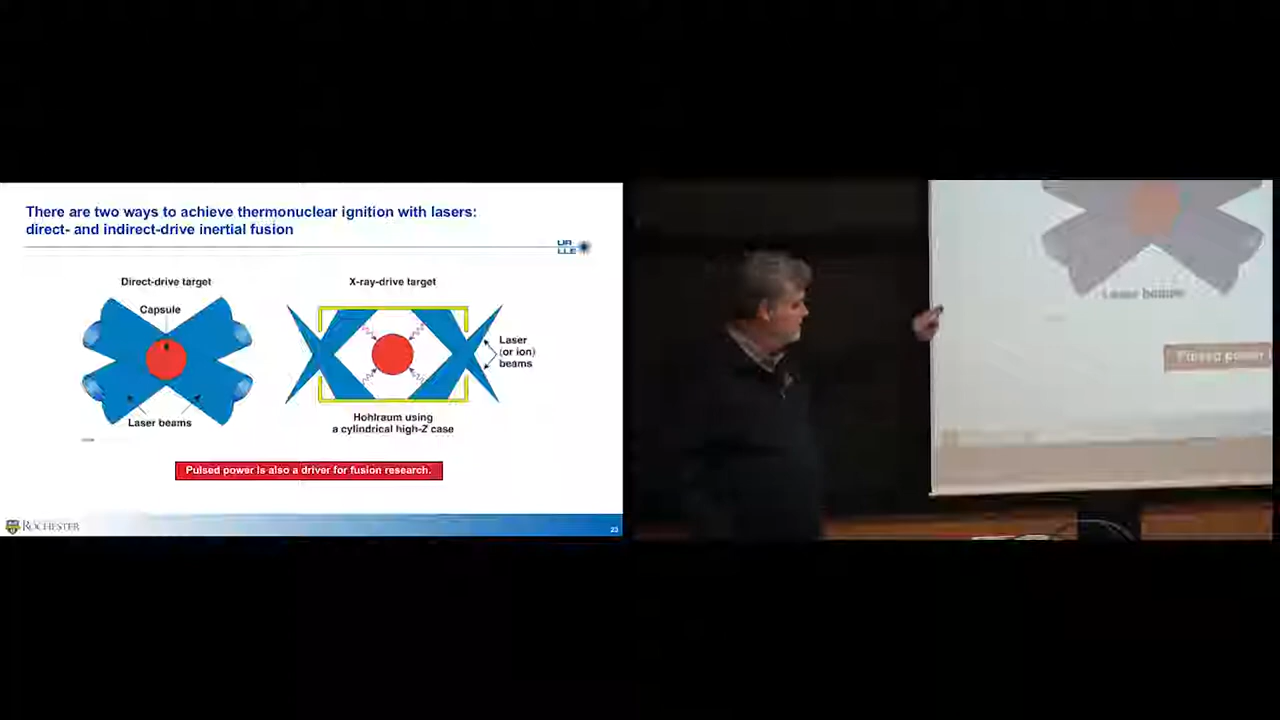 There are two ways to achieve thermonuclear ignition with lasers:
direct- and indirect-drive inertial fusion
UR
LLE
Direct-drive target
Capsule
Laser beams
X-ray-drive target
Laser
(or ion)
beams
Hohlraum using
a cylindrical high-Z case
Pulsed power is also a driver for fusion research.
ROCHESTER
23
Laser beams
Pulsed power